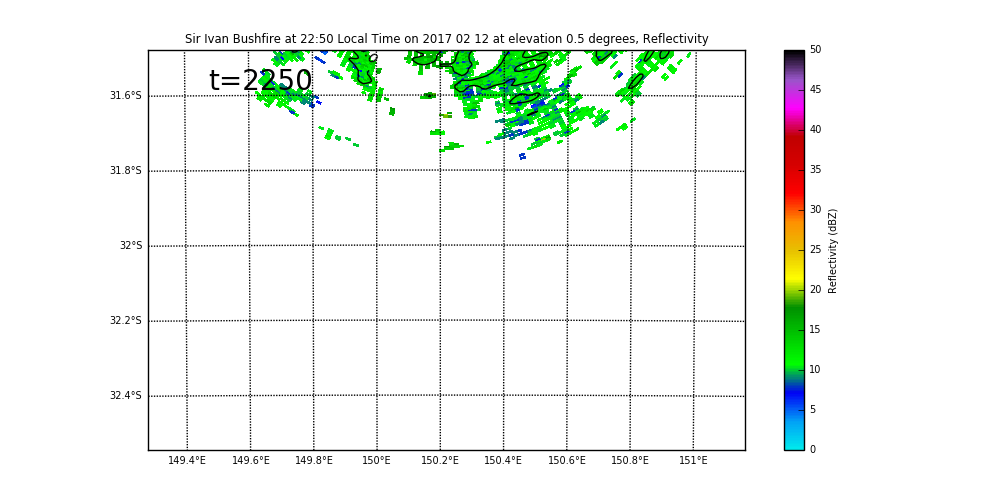 Sir Ivan Bushfire at 22:50 Local Time on 2017 02 12 at elevation 0.5 degrees, Reflectivity
t=2250
31.6°S
31.8°S
32°S
32.2°S
32.4°S
149.4°E 149.6°E 149.8°E 150°E 150.2°E 150.4°E 150.6°E 150.8°E 151°E
50
45
40
35
30
25
20
15
10
5
0
Reflectivity (dBZ)